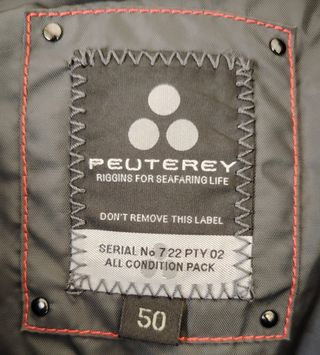 PEUTEREY
RIGGINS FOR SEAFARING LIFE
DON'T REMOVE THIS LABEL
SERIAL No 7 22 PTY 02
ALL CONDITION PACK
50